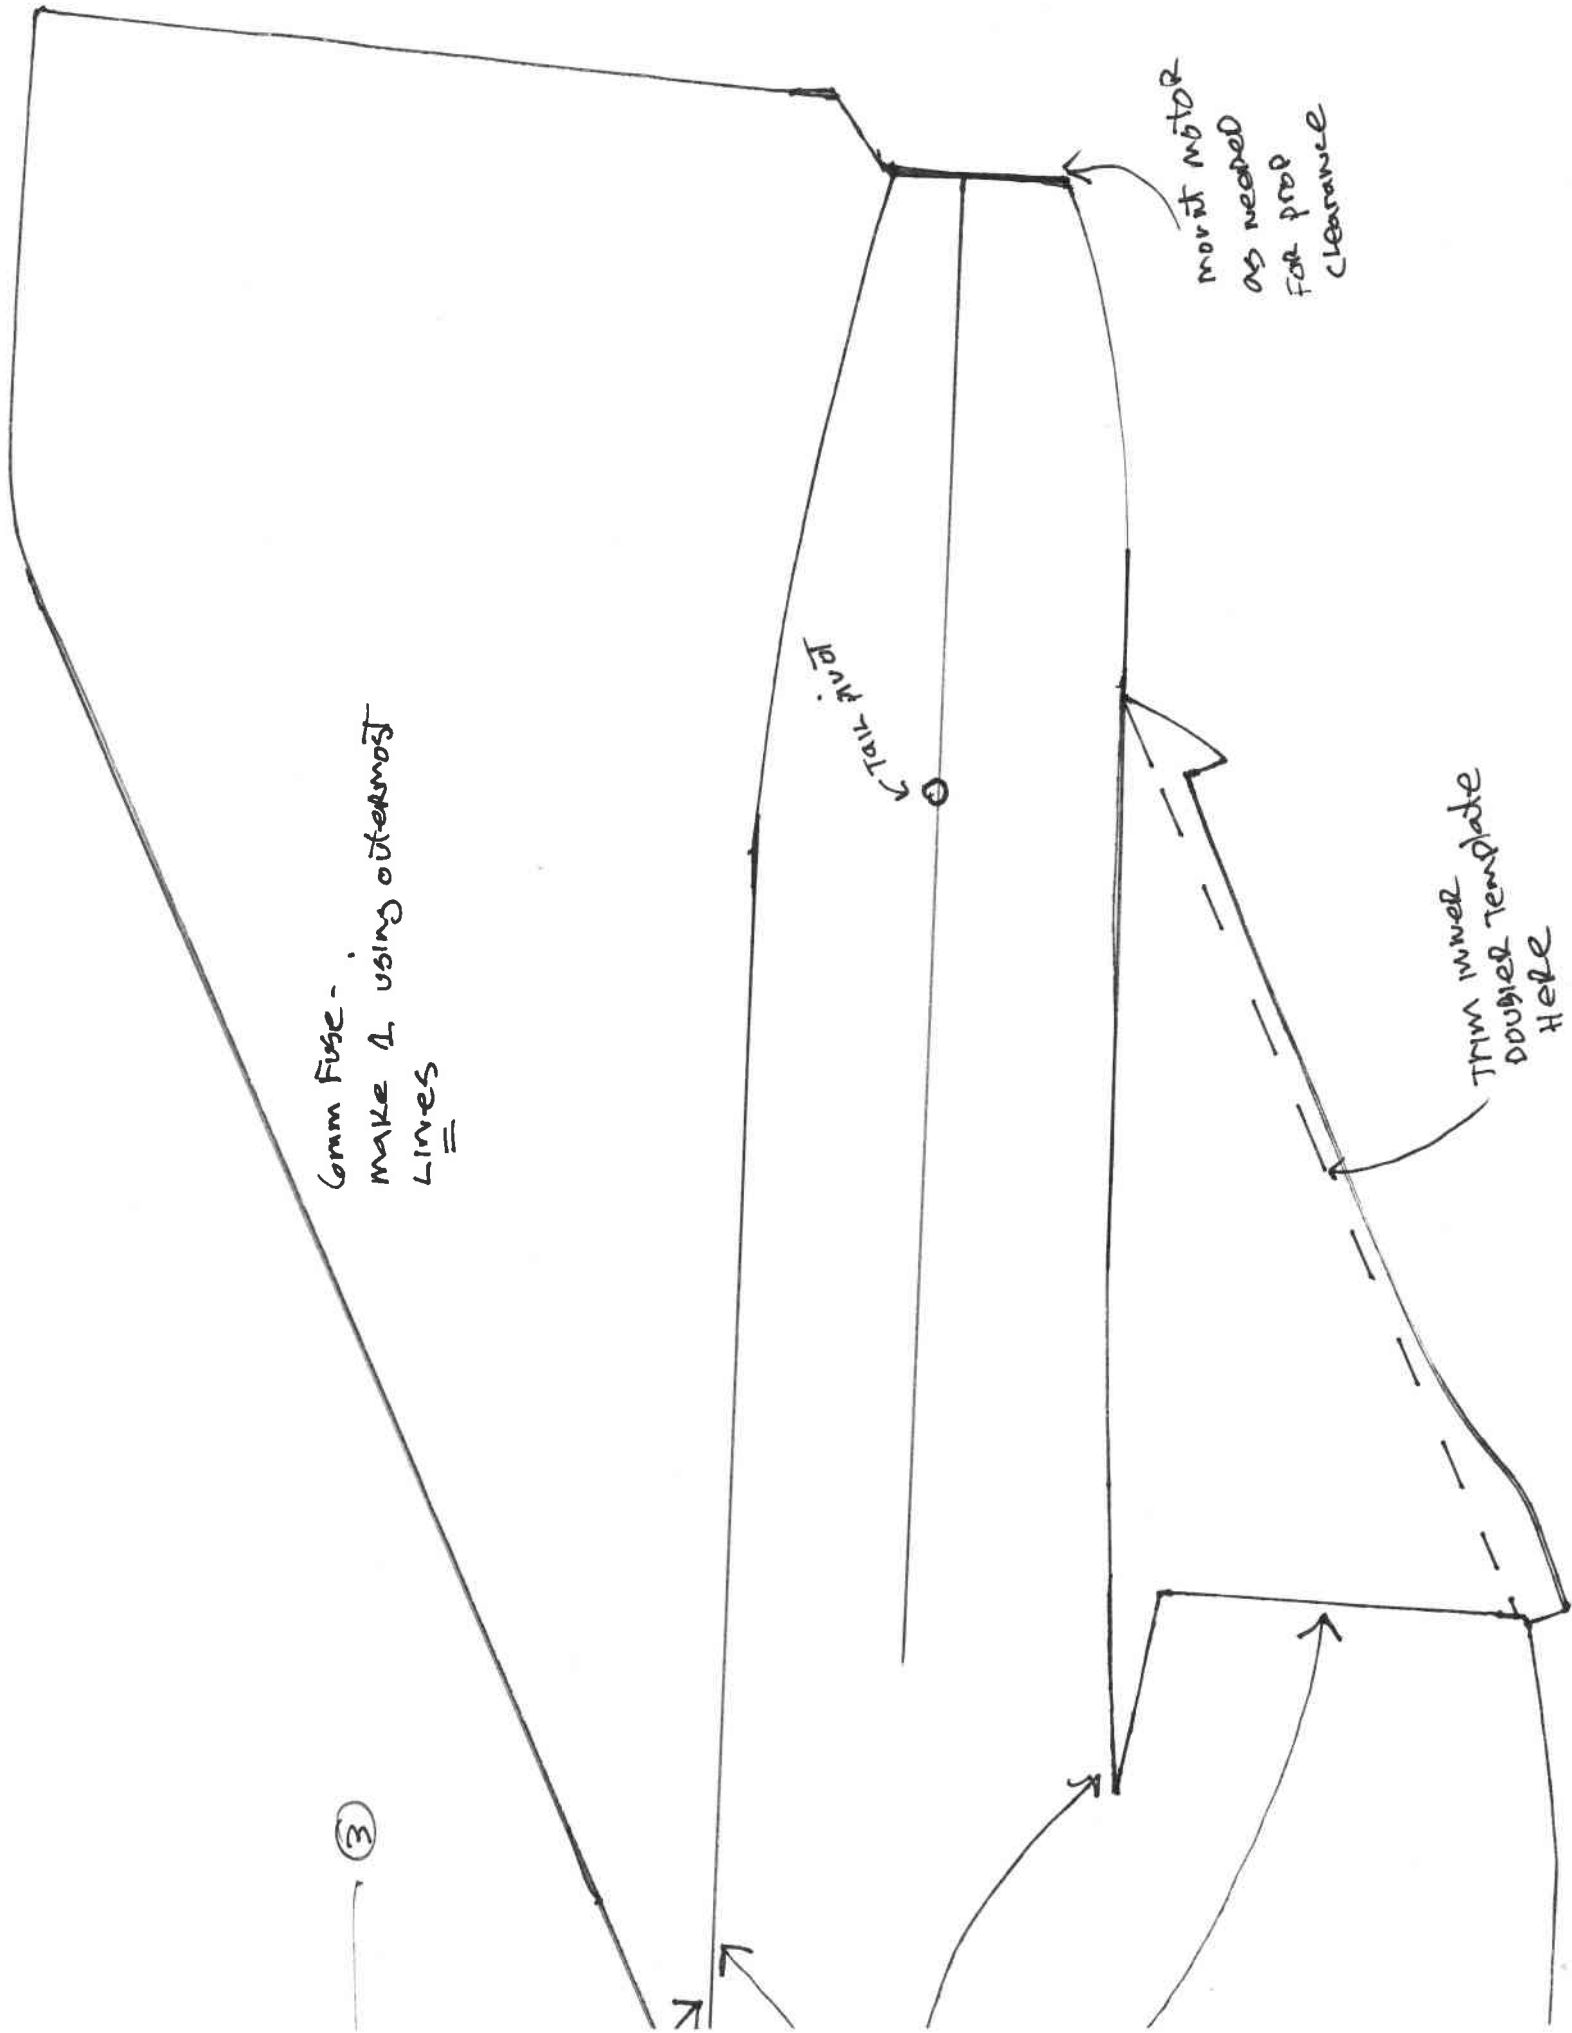 6mm Fuse-
make 1 using outermost
Lines
Tail pivot
mount motor
as needed
For prop
clearance
Trim inner
Doubler Template
Here
3